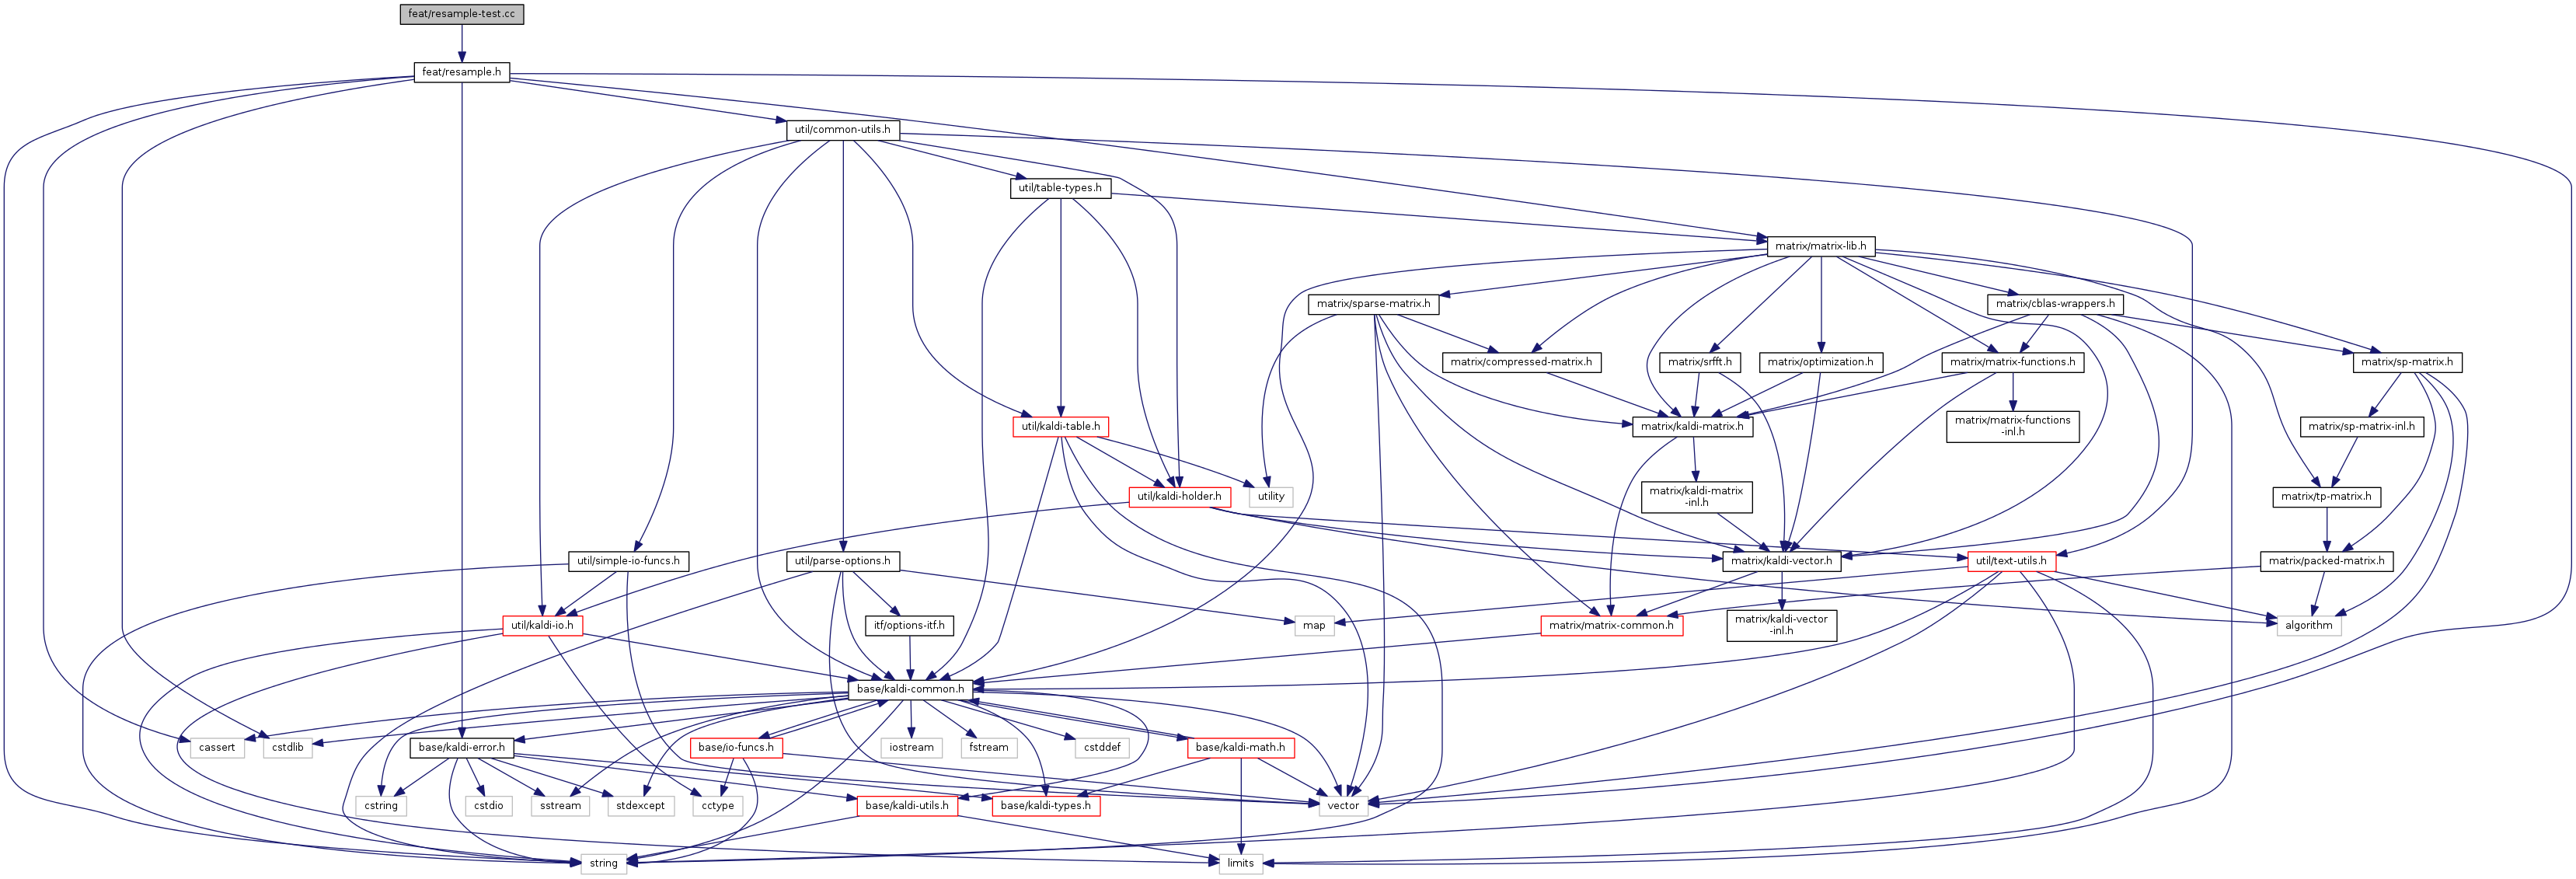 feat/resample-test.cc
feat/resample.h
util/common-utils.h
util/table-types.h
matrix/matrix-lib.h
matrix/sparse-matrix.h
matrix/cblas-wrappers.h
matrix/compressed-matrix.h
matrix/srfft.h
matrix/optimization.h
matrix/matrix-functions.h
matrix/sp-matrix.h
util/kaldi-table.h
matrix/kaldi-matrix.h
matrix/matrix-functions
-inl.h
matrix/sp-matrix-inl.h
util/kaldi-holder.h
utility
matrix/kaldi-matrix
-inl.h
matrix/tp-matrix.h
util/simple-io-funcs.h
util/parse-options.h
matrix/kaldi-vector.h
util/text-utils.h
matrix/packed-matrix.h
util/kaldi-io.h
itf/options-itf.h
map
matrix/matrix-common.h
matrix/kaldi-vector
-inl.h
algorithm
base/kaldi-common.h
cassert
cstdlib
base/kaldi-error.h
base/io-funcs.h
iostream
fstream
cstddef
base/kaldi-math.h
cstring
cstdio
sstream
stdexcept
cctype
base/kaldi-utils.h
base/kaldi-types.h
vector
string
limits